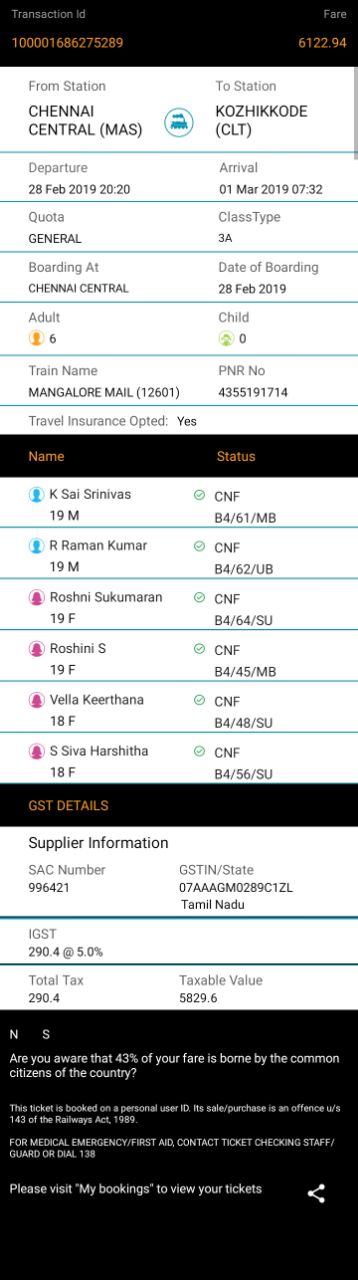 Transaction Id Fare
100001686275289 6122.94
From Station To Station
CHENNAI KOZHIKKODE
CENTRAL (MAS) (CLT)
Departure Arrival
28 Feb 2019 20:20 01 Mar 2019 07:32
Quota ClassType
GENERAL 3A
Boarding At Date of Boarding
CHENNAI CENTRAL 28 Feb 2019
Adult Child
6 0
Train Name PNR No
MANGALORE MAIL (12601) 4355191714
Travel Insurance Opted: Yes
Name Status
K Sai Srinivas CNF
19 M B4/61/MB
R Raman Kumar CNF
19 M B4/62/UB
Roshni Sukumaran CNF
19 F B4/64/SU
Roshini S CNF
19 F B4/45/MB
Vella Keerthana CNF
18 F B4/48/SU
S Siva Harshitha CNF
18 F B4/56/SU
GST DETAILS
Supplier Information
SAC Number GSTIN/State
996421 07AAAGM0289C1ZL
Tamil Nadu
IGST
290.4 @ 5.0%
Total Tax Taxable Value
290.4 5829.6
N S
Are you aware that 43% of your fare is borne by the common
citizens of the country?
This ticket is booked on a personal user ID. Its sale/purchase is an offence u/s
143 of the Railways Act, 1989.
FOR MEDICAL EMERGENCY/FIRST AID, CONTACT TICKET CHECKING STAFF/
GUARD OR DIAL 138
Please visit "My bookings" to view your tickets